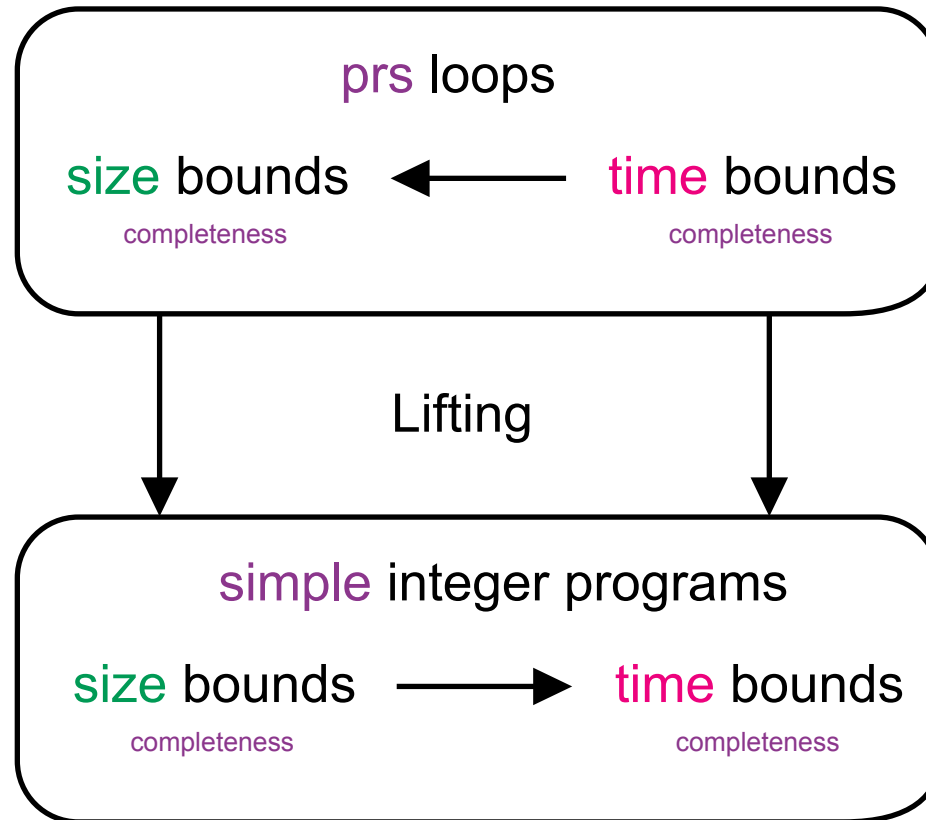 prs loops
size bounds time bounds
completeness completeness
Lifting
simple integer programs
size bounds time bounds
completeness completeness